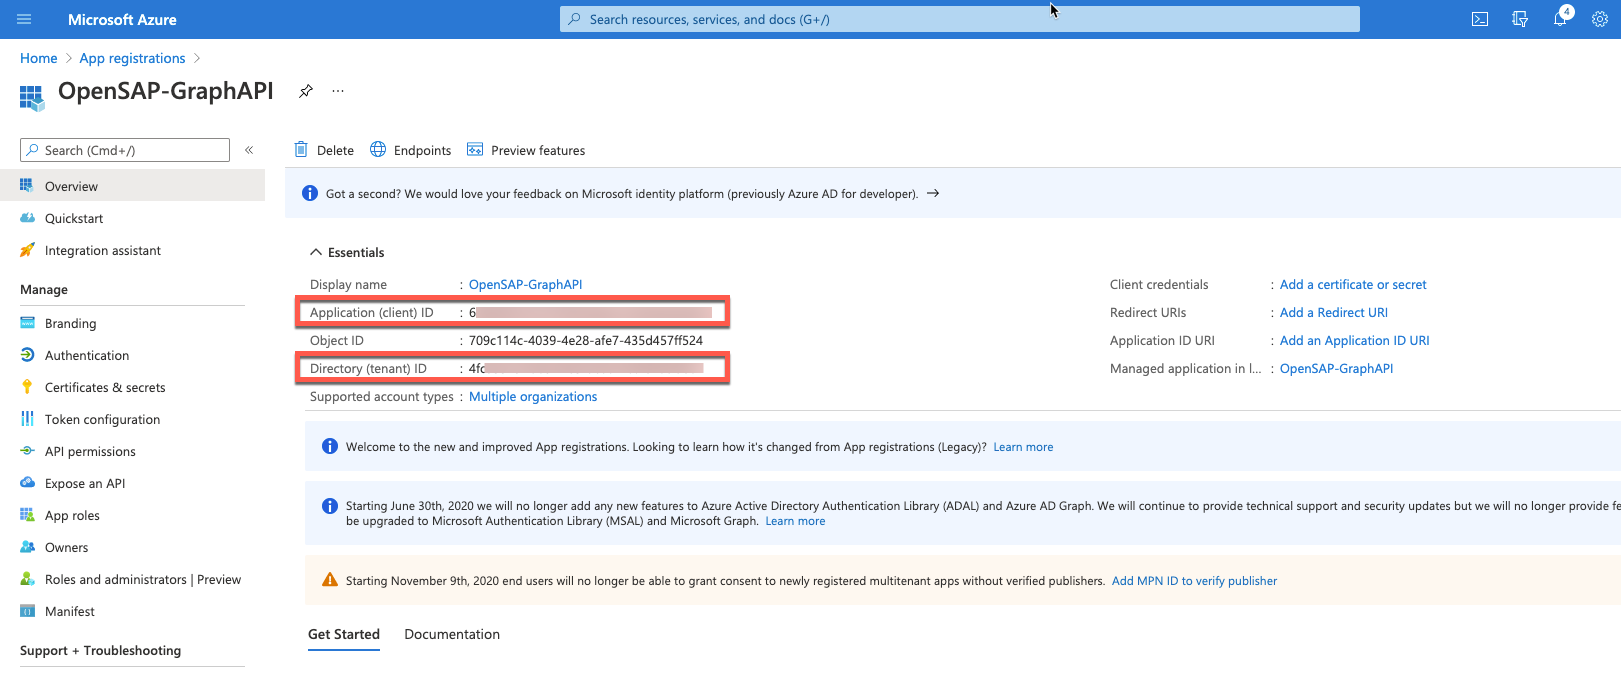 Microsoft Azure
Search resources, services, and docs (G+/)
4
Home > App registrations >
OpenSAP-GraphAPI
...
Search (Cmd+/)
«
Delete
Endpoints
Preview features
Overview
Quickstart
Integration assistant
Manage
Branding
Authentication
Certificates & secrets
Token configuration
API permissions
Expose an API
App roles
Owners
Roles and administrators | Preview
Manifest
Support + Troubleshooting
Got a second? We would love your feedback on Microsoft identity platform (previously Azure AD for developer). →
Essentials
Display name : OpenSAP-GraphAPI
Application (client) ID : 6
Object ID : 709c114c-4039-4e28-afe7-435d457ff524
Directory (tenant) ID : 4fc
Supported account types : Multiple organizations
Client credentials : Add a certificate or secret
Redirect URIs : Add a Redirect URI
Application ID URI : Add an Application ID URI
Managed application in l... : OpenSAP-GraphAPI
Welcome to the new and improved App registrations. Looking to learn how it's changed from App registrations (Legacy)? Learn more
Starting June 30th, 2020 we will no longer add any new features to Azure Active Directory Authentication Library (ADAL) and Azure AD Graph. We will continue to provide technical support and security updates but we will no longer provide fe
be upgraded to Microsoft Authentication Library (MSAL) and Microsoft Graph. Learn more
Starting November 9th, 2020 end users will no longer be able to grant consent to newly registered multitenant apps without verified publishers. Add MPN ID to verify publisher
Get Started
Documentation